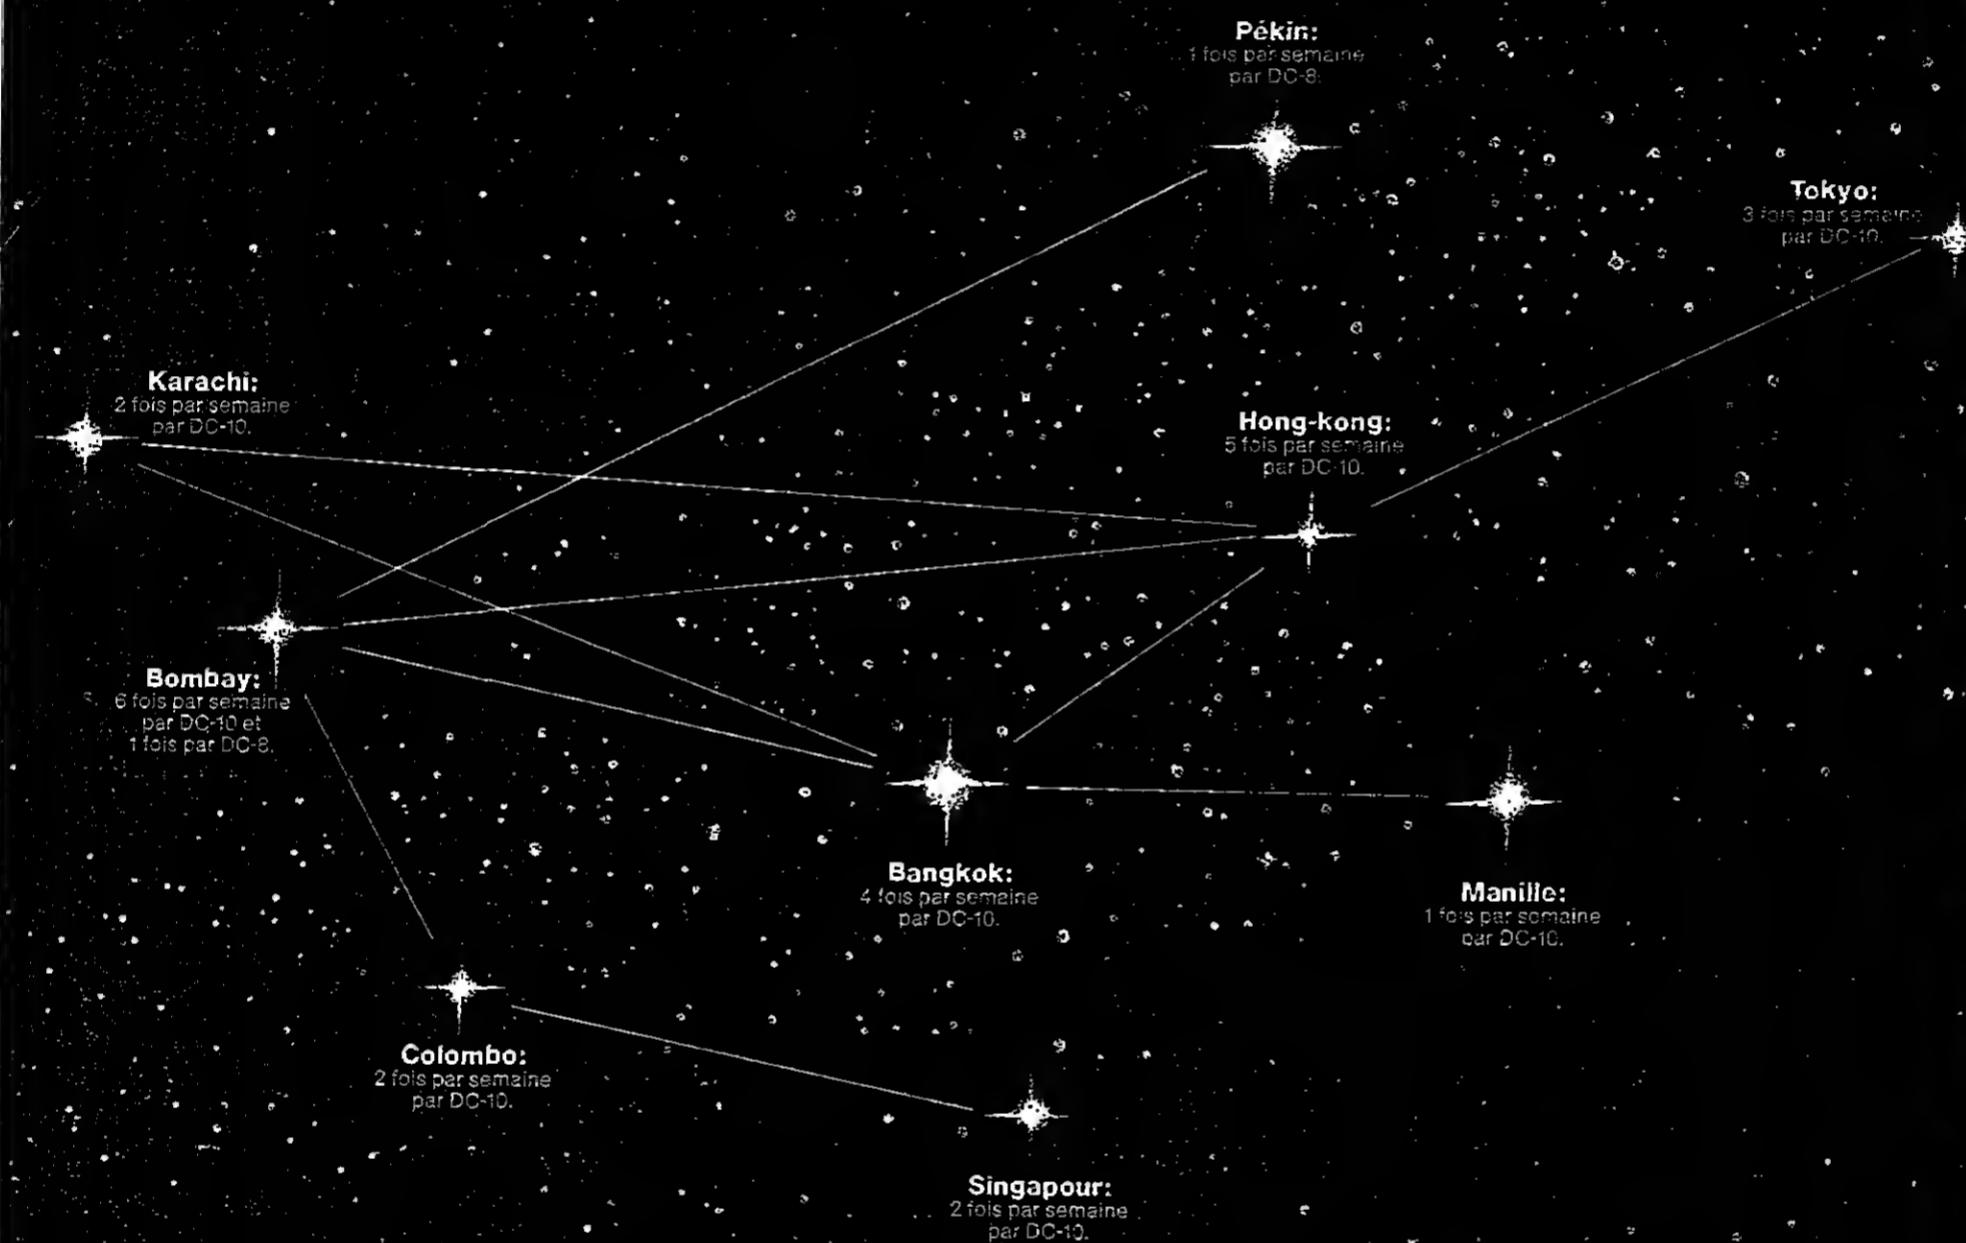 Pékin:
1 fois par semaine
par DC-8.
Tokyo:
3 fois par semaine
par DC-10.
Karachi:
2 fois par semaine
par DC-10.
Hong-kong:
5 fois par semaine
par DC-10.
Bombay:
6 fois par semaine
par DC-10 et
1 fois par DC-8.
Bangkok:
4 fois par semaine
par DC-10.
Manille:
1 fois par semaine
par DC-10.
Colombo:
2 fois par semaine
par DC-10.
Singapour:
2 fois par semaine
par DC-10.